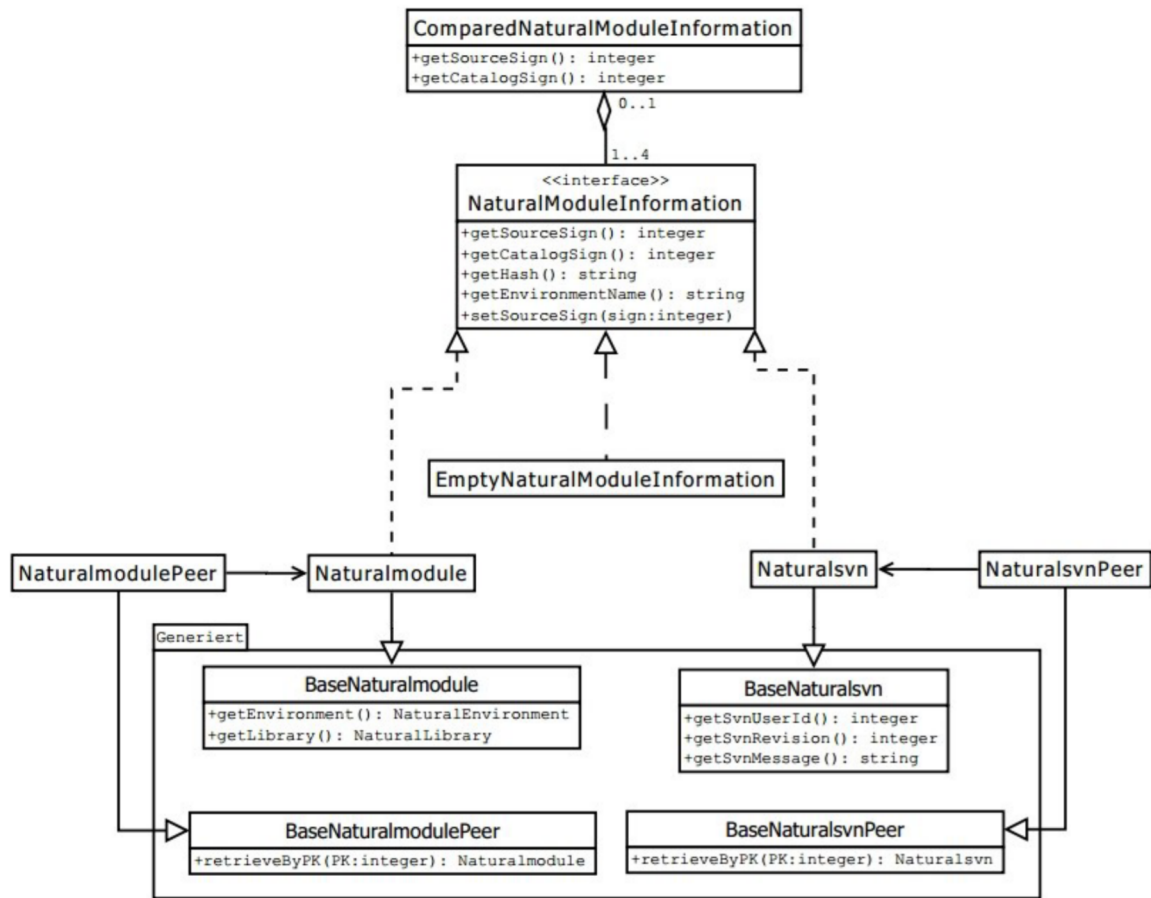 ComparedNaturalModuleInformation
+getSourceSign(): integer
+getCatalogSign(): integer
0..1
1..4
<<interface>>
NaturalModuleInformation
+getSourceSign(): integer
+getCatalogSign(): integer
+getHash(): string
+getEnvironmentName(): string
+setSourceSign(sign:integer)
EmptyNaturalModuleInformation
NaturalmodulePeer
Naturalmodule
Naturalsvn
NaturalsvnPeer
Generiert
BaseNaturalmodule
+getEnvironment(): NaturalEnvironment
+getLibrary(): NaturalLibrary
BaseNaturalsvn
+getSvnUserId(): integer
+getSvnRevision(): integer
+getSvnMessage(): string
BaseNaturalmodulePeer
+retrieveByPK(PK:integer): Naturalmodule
BaseNaturalsvnPeer
+retrieveByPK(PK:integer): Naturalsvn